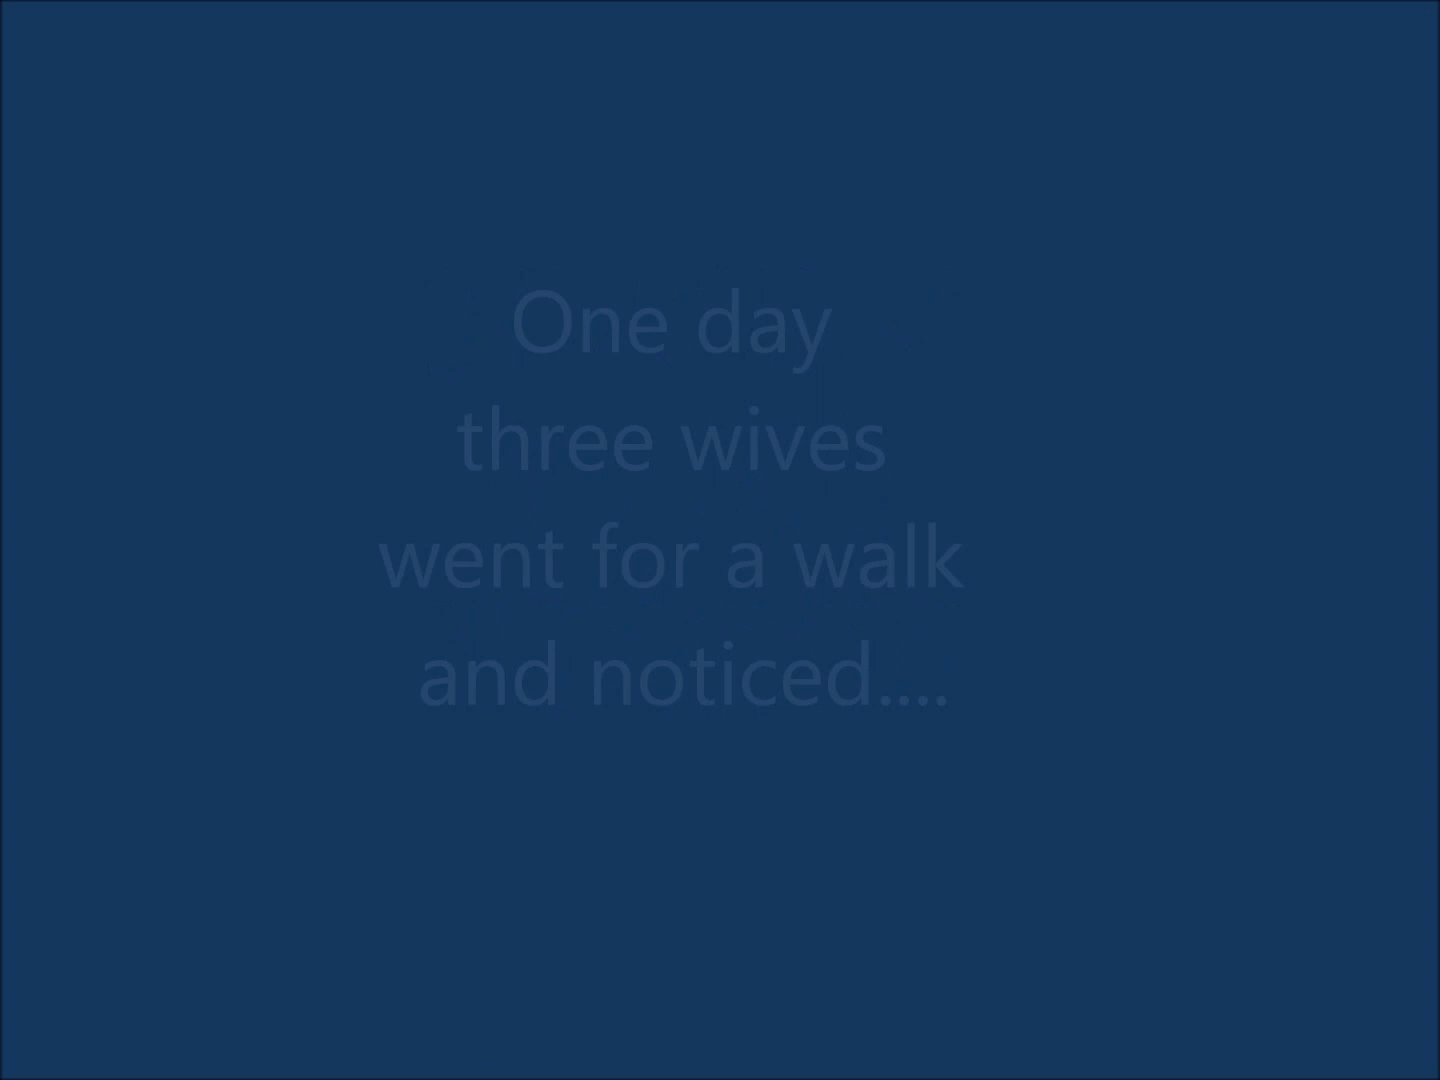 One day
three wives
went for a walk
and noticed....